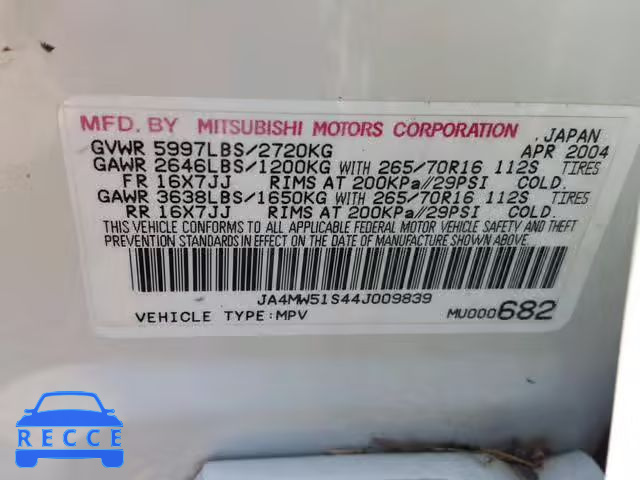 MFD. BY MITSUBISHI MOTORS CORPORATION , JAPAN
GVWR 5997LBS/2720KG APR 2004
GAWR 2646LBS/1200KG WITH 265/70R16 112S TIRES
FR 16X7JJ RIMS AT 200KPa//29PSI COLD.
GAWR 3638LBS/1650KG WITH 265/70R16 112S TIRES
RR 16X7JJ RIMS AT 200KPa//29PSI COLD.
THIS VEHICLE CONFORMS TO ALL APPLICABLE FEDERAL MOTOR VEHICLE SAFETY AND THEFT
PREVENTION STANDARDS IN EFFECT ON THE DATE OF MANUFACTURE SHOWN ABOVE.
JA4MW51S44J009839
VEHICLE TYPE:MPV MU000682
RECCE